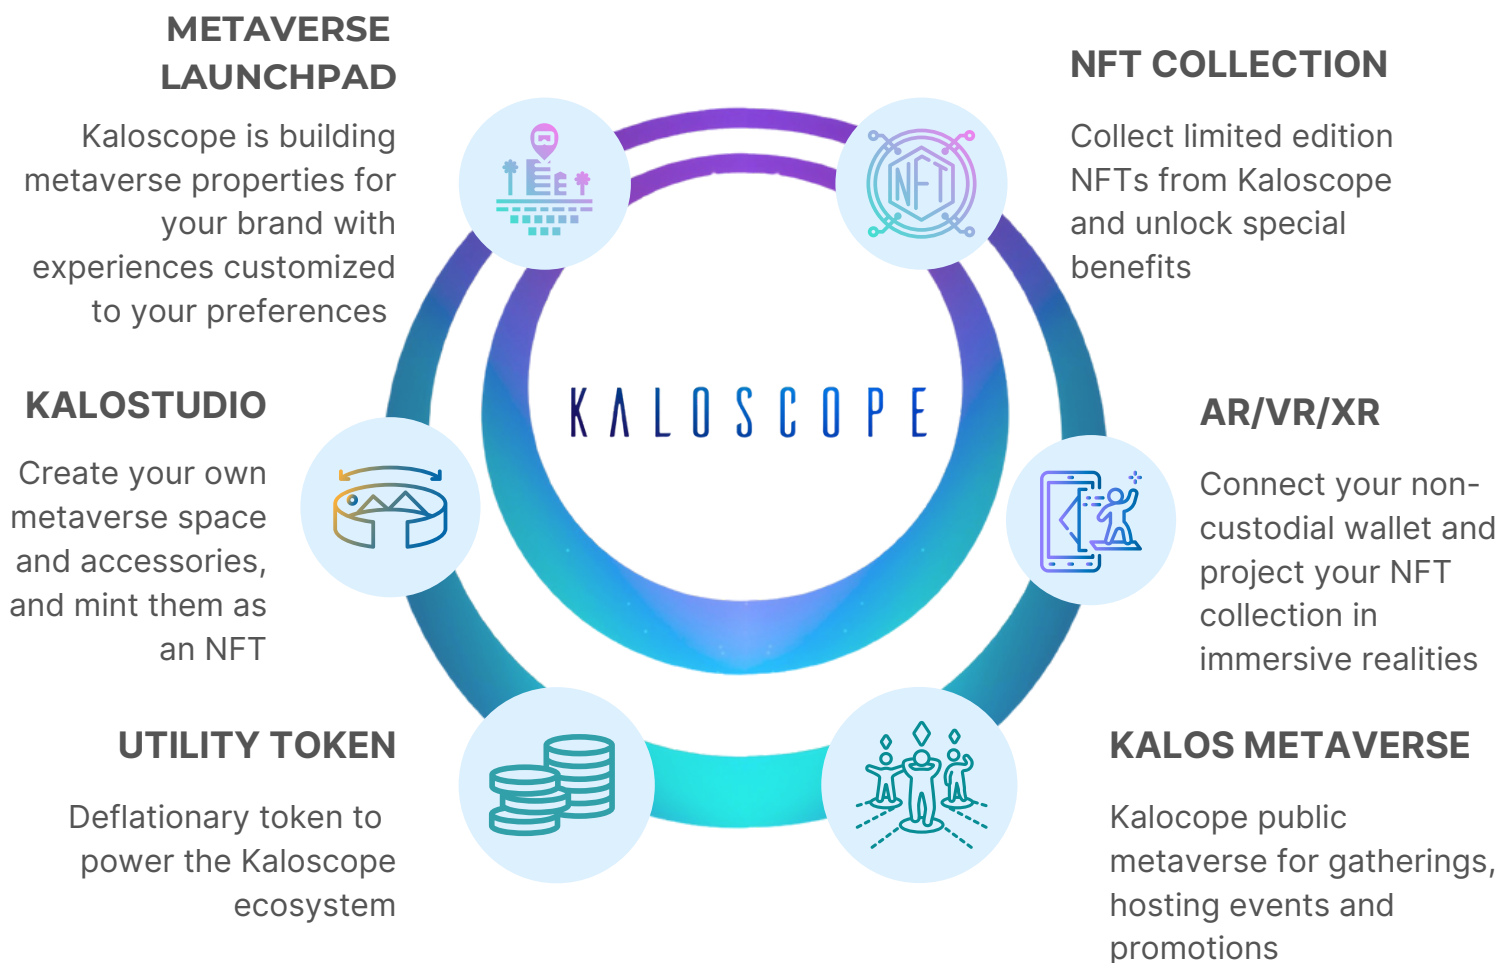 METAVERSE
LAUNCHPAD
Kaloscope is building
metaverse properties for
your brand with
experiences customized
to your preferences
NFT COLLECTION
Collect limited edition
NFTs from Kaloscope
and unlock special
benefits
NFT
KALOSCOPE
KALOSTUDIO
Create your own
metaverse space
and accessories,
and mint them as
an NFT
AR/VR/XR
Connect your non-
custodial wallet and
project your NFT
collection in
immersive realities
UTILITY TOKEN
Deflationary token to
power the Kaloscope
ecosystem
KALOS METAVERSE
Kalocope public
metaverse for gatherings,
hosting events and
promotions